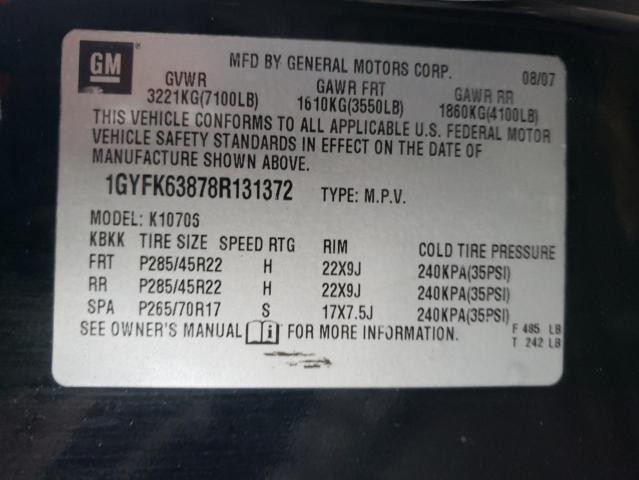 GM
MFD BY GENERAL MOTORS CORP. 08/07
GVWR GAWR FRT GAWR RR
3221KG(7100LB) 1610KG(3550LB) 1860KG(4100LB)
THIS VEHICLE CONFORMS TO ALL APPLICABLE U.S. FEDERAL MOTOR
VEHICLE SAFETY STANDARDS IN EFFECT ON THE DATE OF
MANUFACTURE SHOWN ABOVE.
1GYFK63878R131372 TYPE: M.P.V.
MODEL: K10705
KBKK TIRE SIZE SPEED RTG RIM COLD TIRE PRESSURE
FRT P285/45R22 H 22X9J 240KPA(35PSI)
RR P285/45R22 H 22X9J 240KPA(35PSI)
SPA P265/70R17 S 17X7.5J 240KPA(35PSI)
SEE OWNER'S MANUAL FOR MORE INFORMATION.
F 485 LB
T 242 LB